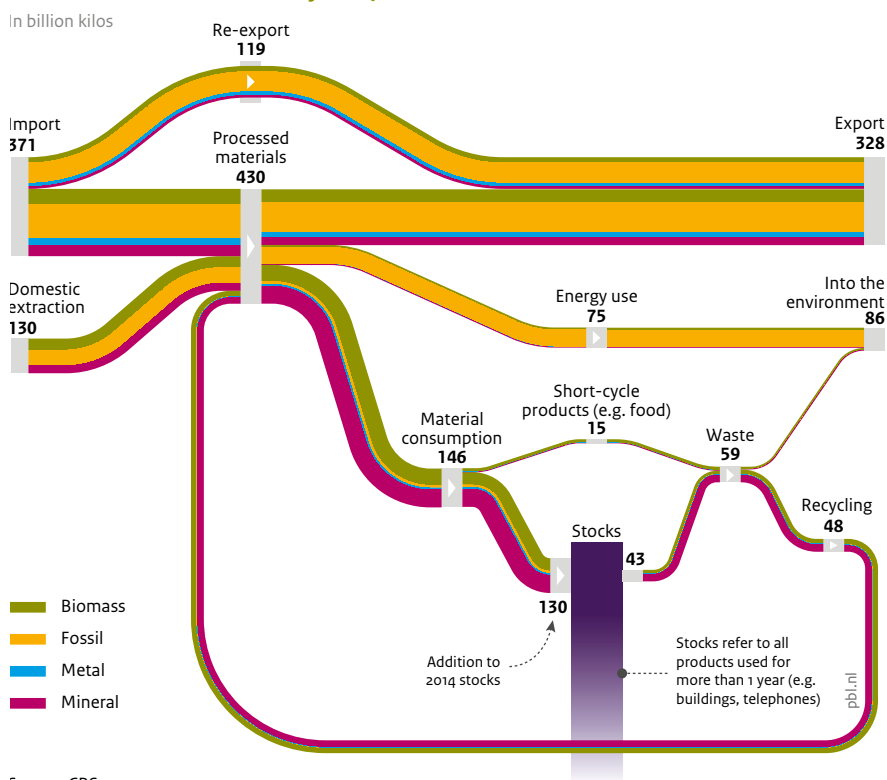 In billion kilos
Re-export
119
Import
371
Processed
materials
430
Export
328
Domestic
extraction
130
Energy use
75
Into the
environment
86
Short-cycle
products (e.g. food)
15
Material
consumption
146
Waste
59
Recycling
48
Stocks
43
130
Biomass
Fossil
Metal
Mineral
Addition to
2014 stocks
Stocks refer to all
products used for
more than 1 year (e.g.
buildings, telephones)
pbl.nl